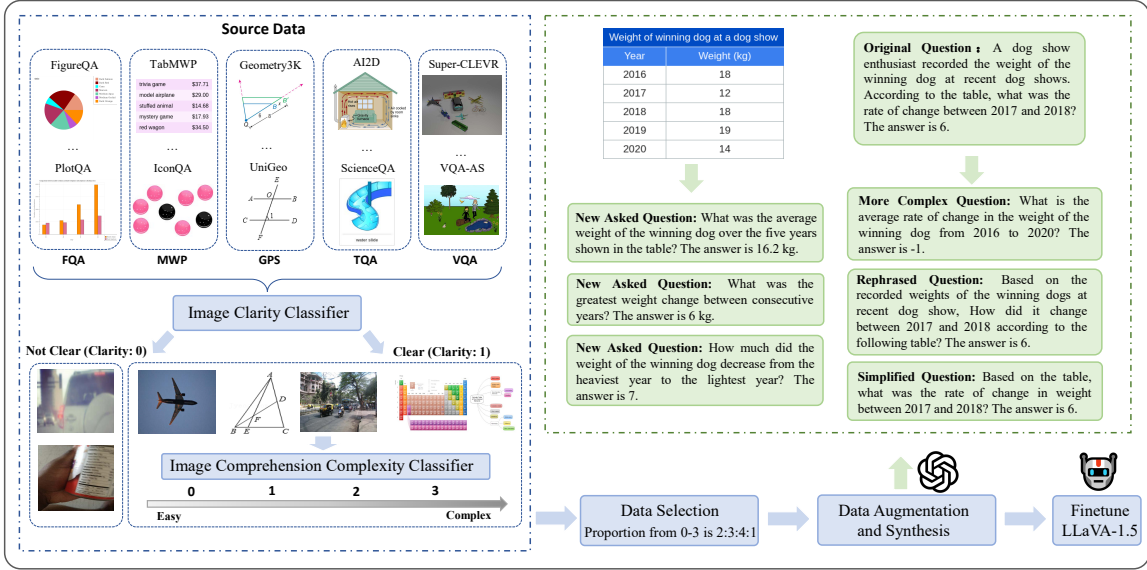 Source Data
FigureQA
TabMWP
Geometry3K
AI2D
Super-CLEVR
trivia game $37.71
model airplane $29.00
stuffed animal $14.68
mystery game $17.93
red wagon $34.50
...
...
...
...
...
PlotQA
IconQA
UniGeo
ScienceQA
VQA-AS
E
A O B
1
C D
F
water slide
FQA
MWP
GPS
TQA
VQA
Image Clarity Classifier
Not Clear (Clarity: 0)
Clear (Clarity: 1)
A
D
F
B E C
Image Comprehension Complexity Classifier
0 1 2 3
Easy
Complex
Weight of winning dog at a dog show
Year Weight (kg)
2016 18
2017 12
2018 18
2019 19
2020 14
New Asked Question: What was the average
weight of the winning dog over the five years
shown in the table? The answer is 16.2 kg.
New Asked Question: What was the
greatest weight change between consecutive
years? The answer is 6 kg.
New Asked Question: How much did the
weight of the winning dog decrease from the
heaviest year to the lightest year? The
answer is 7.
Original Question： A dog show
enthusiast recorded the weight of the
winning dog at recent dog shows.
According to the table, what was the
rate of change between 2017 and 2018?
The answer is 6.
More Complex Question: What is the
average rate of change in the weight of the
winning dog from 2016 to 2020? The
answer is -1.
Rephrased Question: Based on the
recorded weights of the winning dogs at
recent dog show, How did it change
between 2017 and 2018 according to the
following table? The answer is 6.
Simplified Question: Based on the table,
what was the rate of change in weight
between 2017 and 2018? The answer is 6.
Data Selection
Proportion from 0-3 is 2:3:4:1
Data Augmentation
and Synthesis
Finetune
LLaVA-1.5